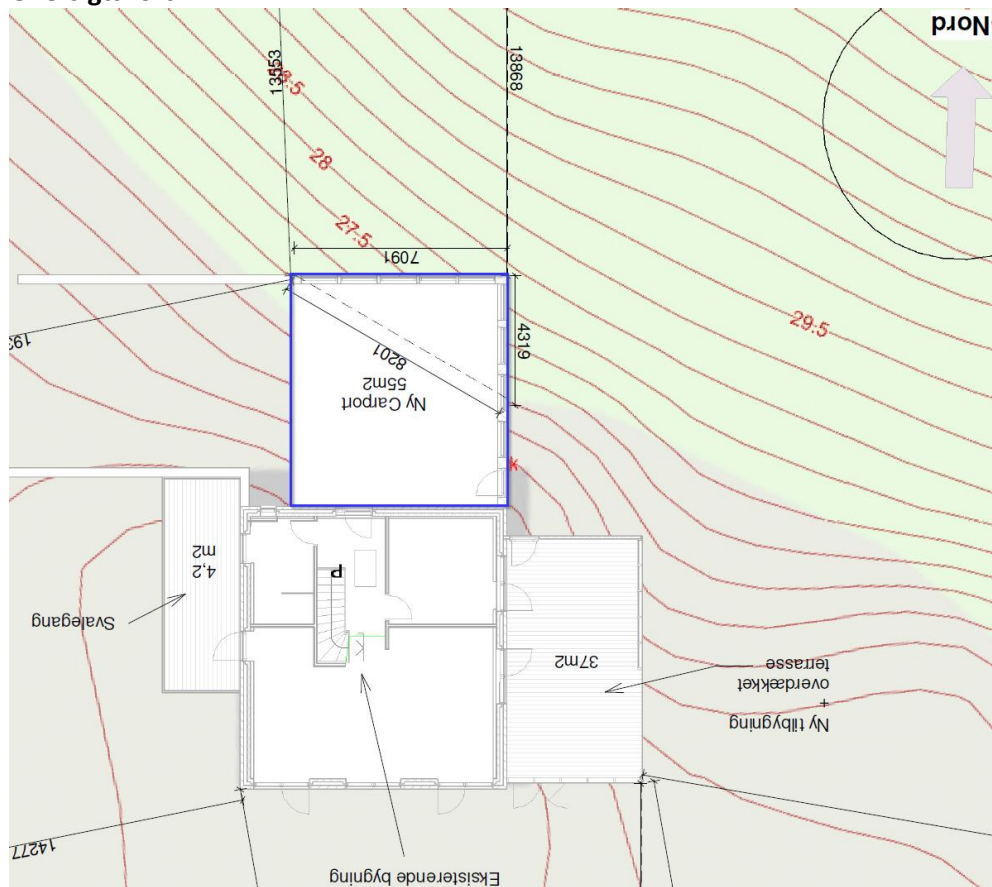 Nord
13553
13868
28.5
28
27.5
7091
29.5
4319
8201
Ny Carport
55m2
4,2
m2
Svalegang
P
37m2
Ny tilbygning
+
overdækket
terrasse
14277
Eksisterende bygning